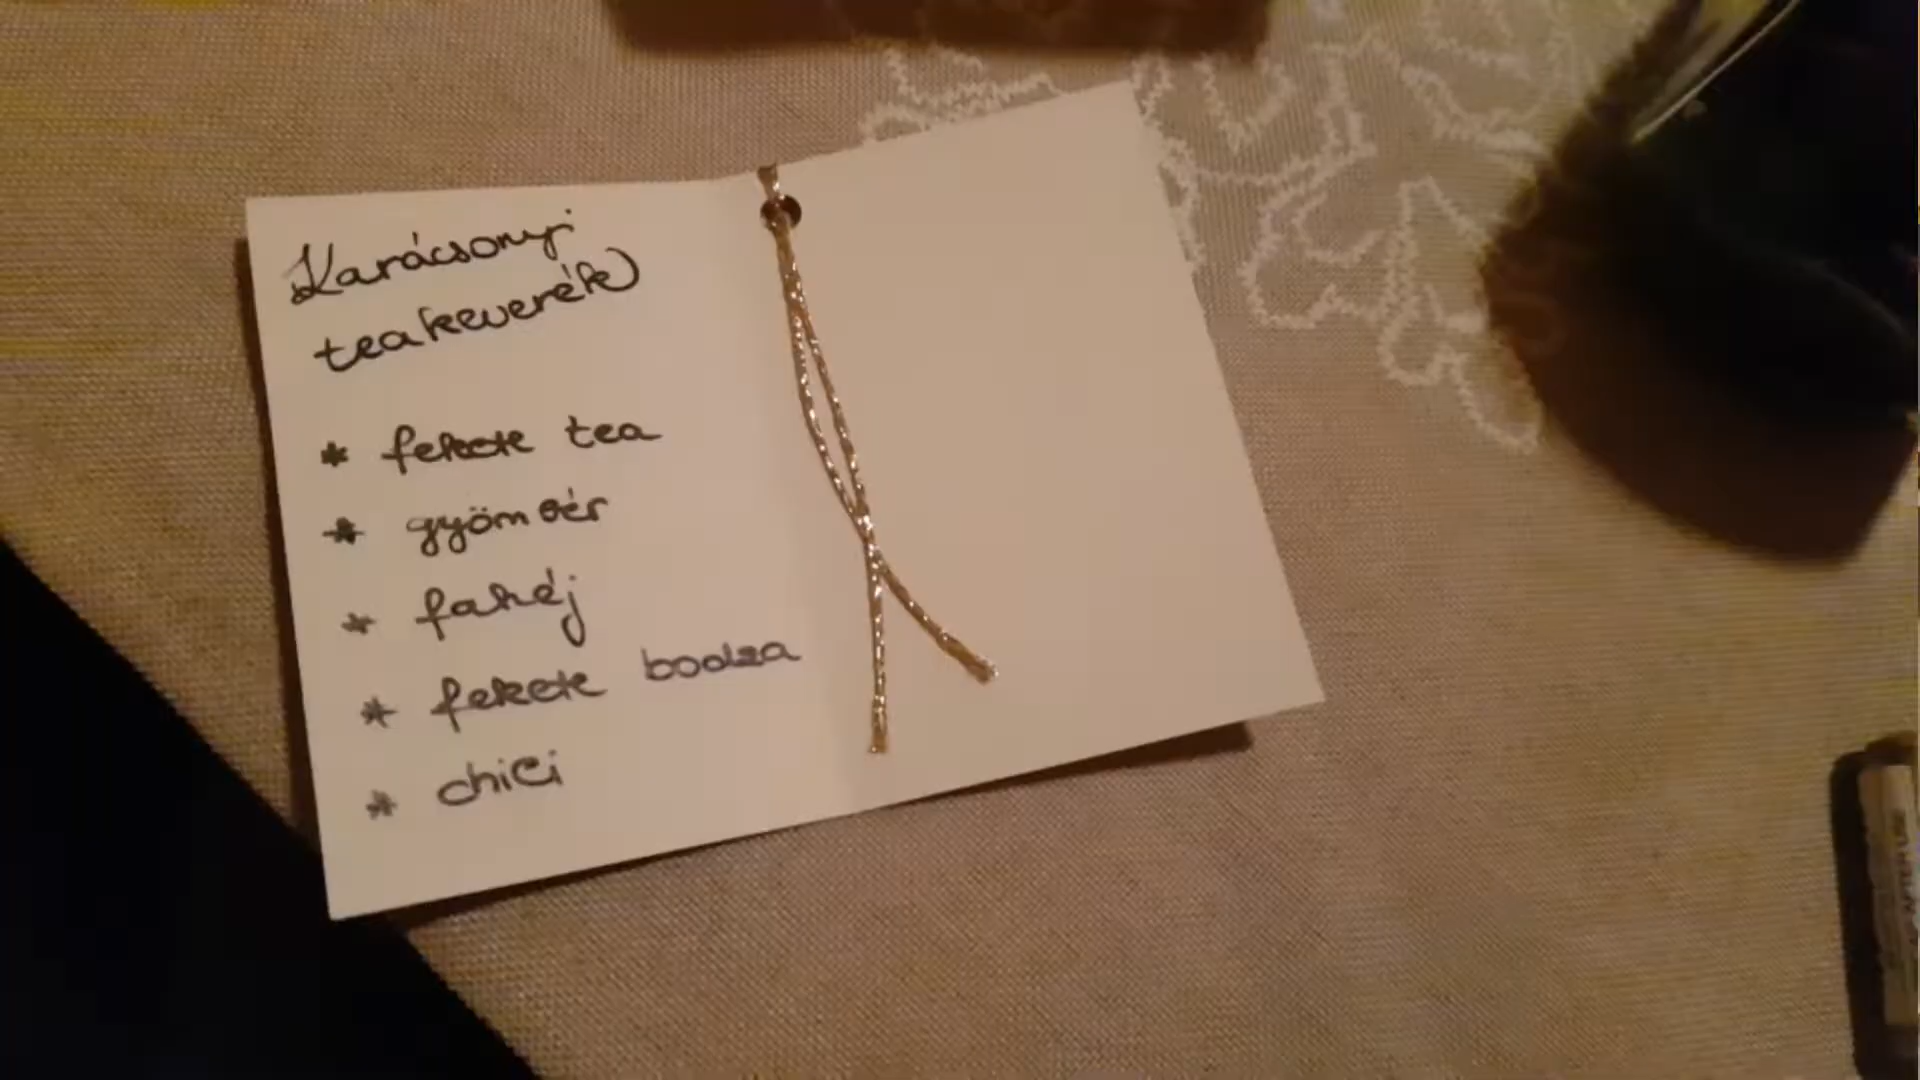 Karácsonyi
teakeverék
* fekete tea
* gyömbér
* fahéj
* fekete bodza
* chili